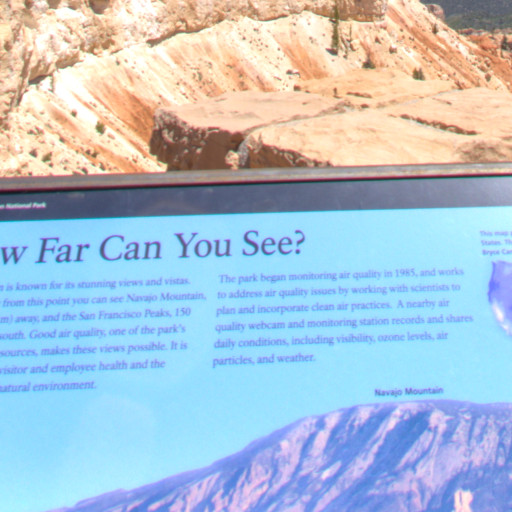 n National Park
w Far Can You See?
n is known for its stunning views and vistas.
from this point you can see Navajo Mountain,
m) away, and the San Francisco Peaks, 150
south. Good air quality, one of the park's
sources, makes these views possible. It is
visitor and employee health and the
natural environment.
The park began monitoring air quality in 1985, and works
to address air quality issues by working with scientists to
plan and incorporate clean air practices. A nearby air
quality webcam and monitoring station records and shares
daily conditions, including visibility, ozone levels, air
particles, and weather.
This map
States. Th
Bryce Can
Navajo Mountain